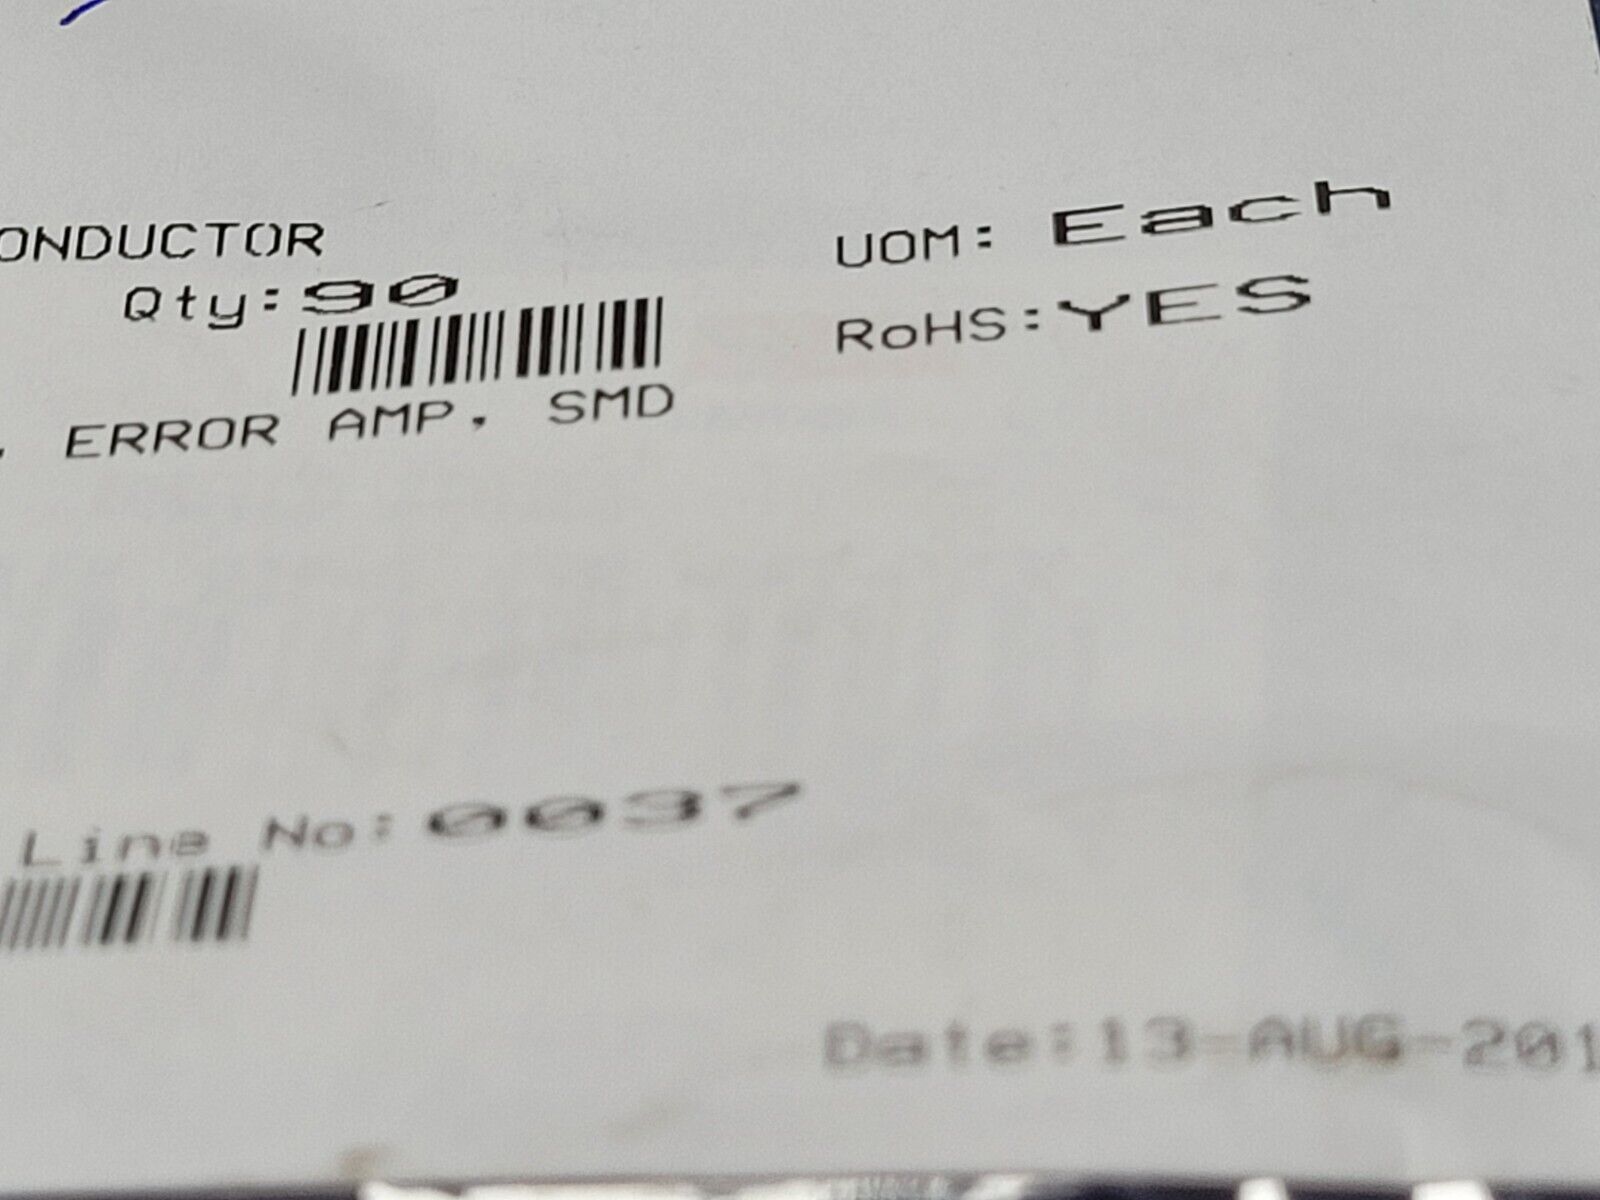 ONDUCTOR
UOM: Each
Qty:90
RoHS:YES
, ERROR AMP, SMD
Line No:0037
Date:13-AUG-201